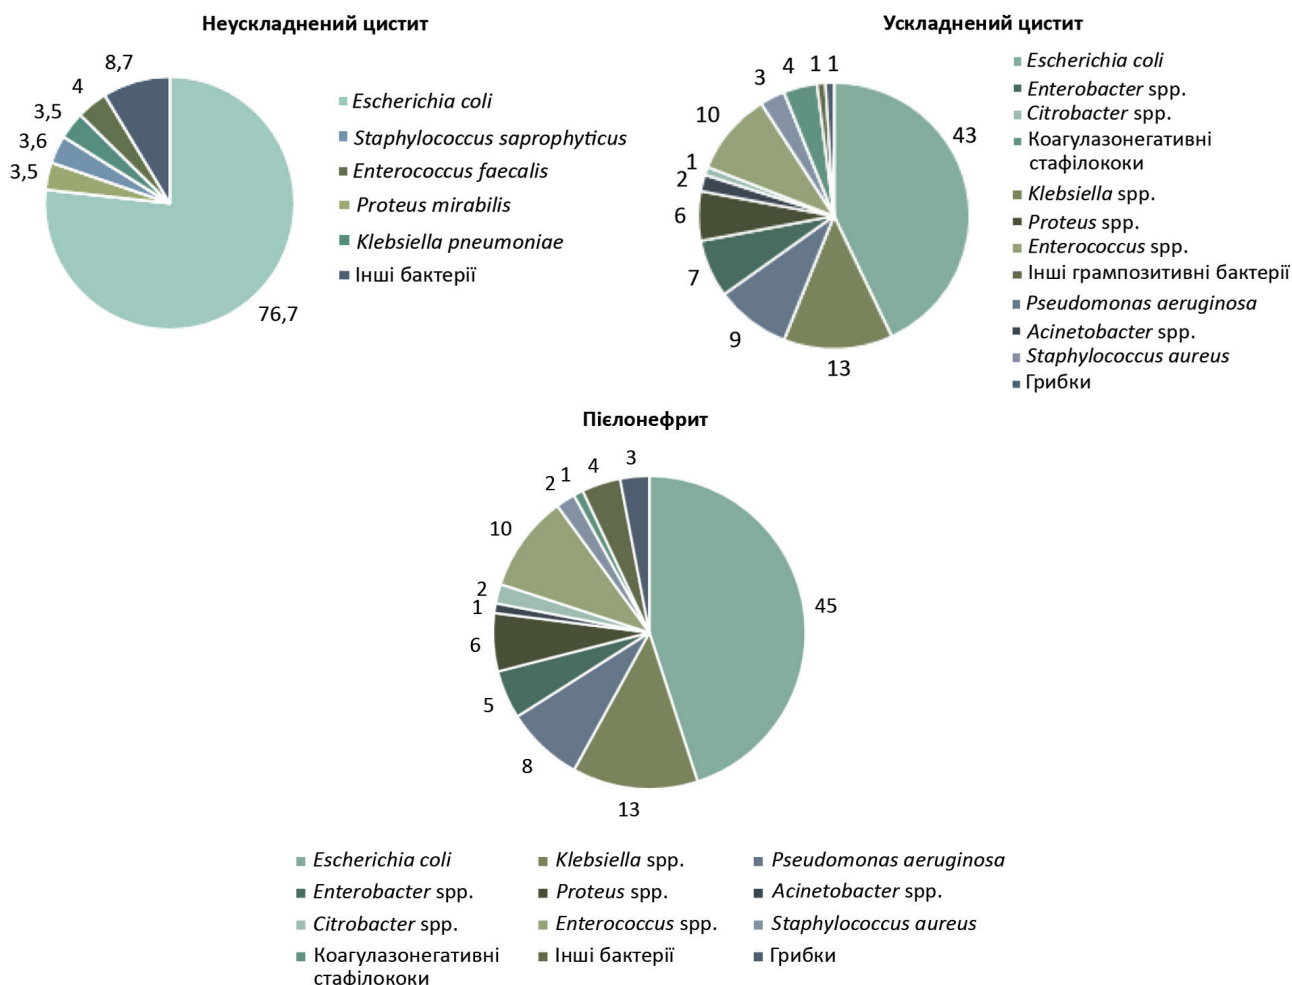 Неускладнений цистит
8,7
4
3,5
3,6
3,5
76,7
Escherichia coli
Staphylococcus saprophyticus
Enterococcus faecalis
Proteus mirabilis
Klebsiella pneumoniae
Інші бактерії
Ускладнений цистит
1
1
4
3
10
1
2
6
7
9
13
43
Escherichia coli
Enterobacter spp.
Citrobacter spp.
Коагулазонегативні
стафілококи
Klebsiella spp.
Proteus spp.
Enterococcus spp.
Інші грампозитивні бактерії
Pseudomonas aeruginosa
Acinetobacter spp.
Staphylococcus aureus
Грибки
Пієлонефрит
3
4
1
2
10
2
1
6
5
8
13
45
Escherichia coli
Klebsiella spp.
Pseudomonas aeruginosa
Enterobacter spp.
Proteus spp.
Acinetobacter spp.
Citrobacter spp.
Enterococcus spp.
Staphylococcus aureus
Коагулазонегативні
стафілококи
Інші бактерії
Грибки